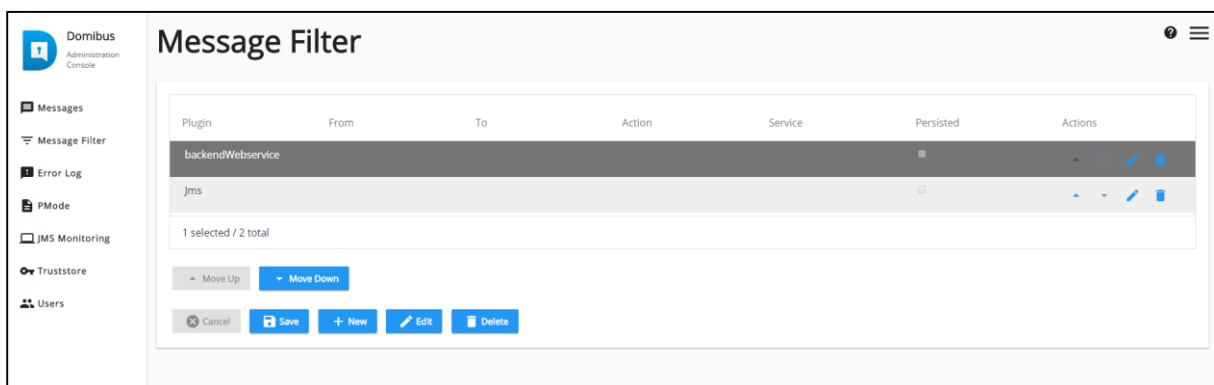 Domibus
Administration
Console
Message Filter
Messages
Message Filter
Error Log
PMode
JMS Monitoring
Truststore
Users
Plugin From To Action Service Persisted Actions
backendWebservice
Jms
1 selected / 2 total
Move Up Move Down
Cancel Save New Edit Delete